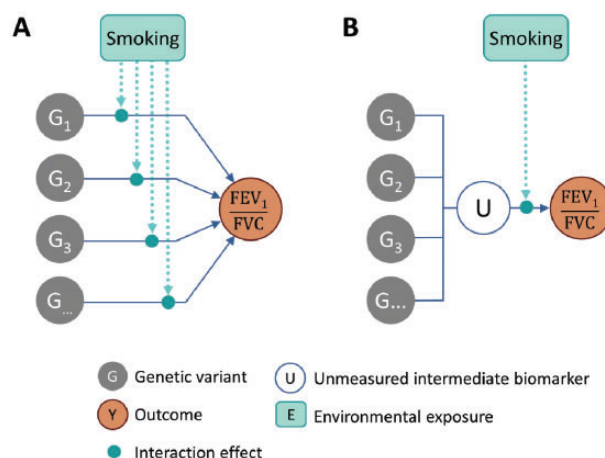 A
Smoking
G1
G2
G3
G...
FEV1
FVC
B
Smoking
G1
G2
G3
G...
U
FEV1
FVC
G Genetic variant
U Unmeasured intermediate biomarker
Y Outcome
E Environmental exposure
Interaction effect